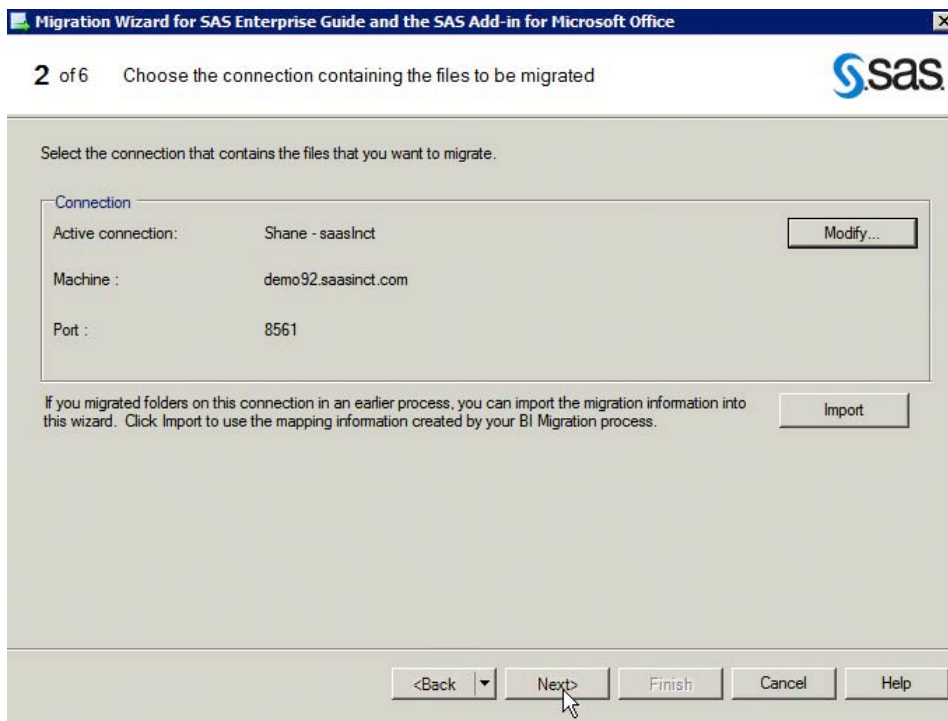 Migration Wizard for SAS Enterprise Guide and the SAS Add-in for Microsoft Office
2 of 6 Choose the connection containing the files to be migrated
sas
Select the connection that contains the files that you want to migrate.
Connection
Active connection: Shane - saasInct
Modify...
Machine : demo92.saasinct.com
Port : 8561
If you migrated folders on this connection in an earlier process, you can import the migration information into
this wizard. Click Import to use the mapping information created by your BI Migration process.
Import
<Back
Next>
Finish
Cancel
Help